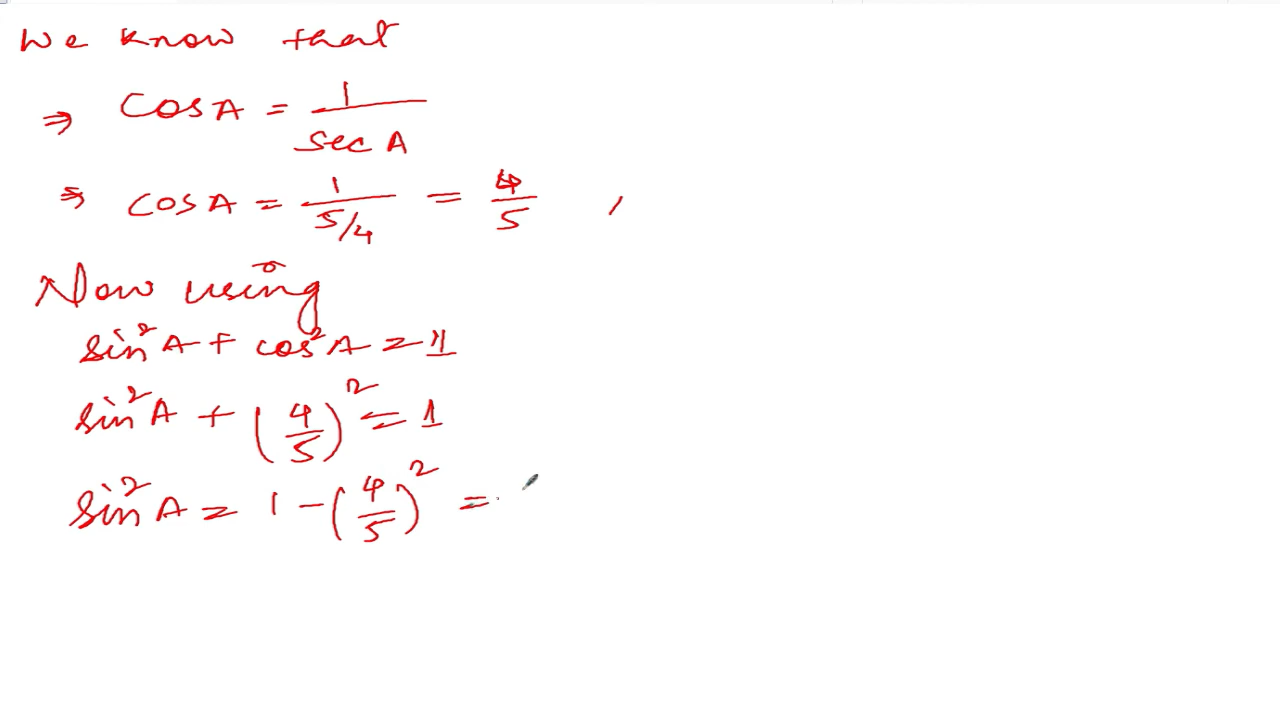 We know that
⇒ COSA = 1/sec A
⇒ COSA = 1/5/4 = 4/5 ,
Now using
sin²A + cos²A = 1
sin²A + (4/5)² = 1
sin²A = 1 - (4/5)² =